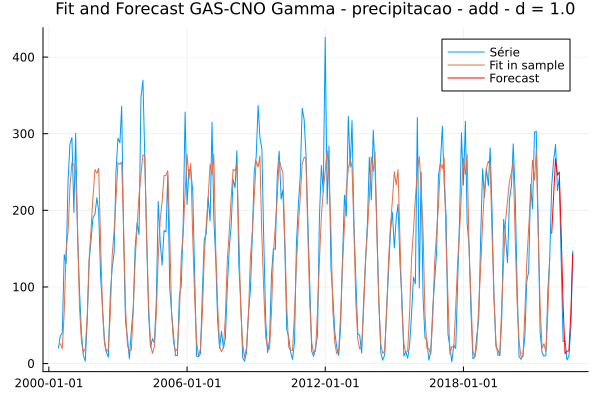 Fit and Forecast GAS-CNO Gamma - precipitacao - add - d = 1.0
Série
Fit in sample
Forecast
400
300
200
100
0
2000-01-01 2006-01-01 2012-01-01 2018-01-01